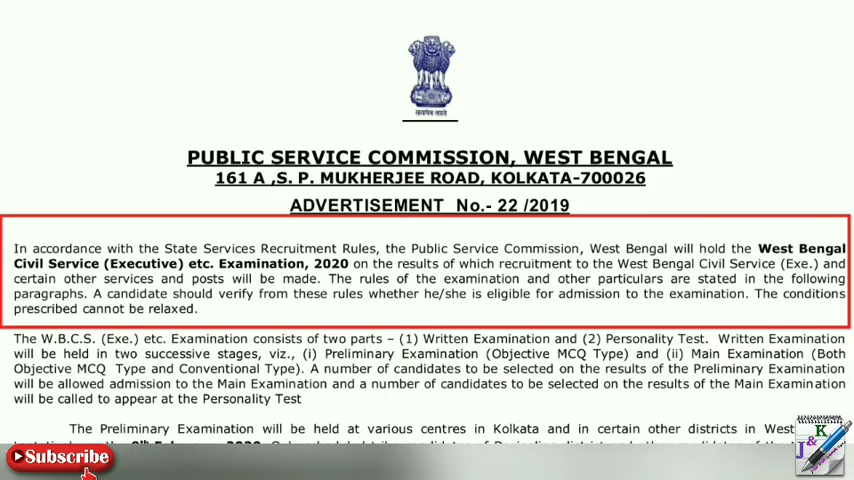 सत्यमेव जयते
PUBLIC SERVICE COMMISSION, WEST BENGAL
161 A ,S. P. MUKHERJEE ROAD, KOLKATA-700026
ADVERTISEMENT No.- 22 /2019
In accordance with the State Services Recruitment Rules, the Public Service Commission, West Bengal will hold the West Bengal
Civil Service (Executive) etc. Examination, 2020 on the results of which recruitment to the West Bengal Civil Service (Exe.) and
certain other services and posts will be made. The rules of the examination and other particulars are stated in the following
paragraphs. A candidate should verify from these rules whether he/she is eligible for admission to the examination. The conditions
prescribed cannot be relaxed.
The W.B.C.S. (Exe.) etc. Examination consists of two parts – (1) Written Examination and (2) Personality Test. Written Examination
will be held in two successive stages, viz., (i) Preliminary Examination (Objective MCQ Type) and (ii) Main Examination (Both
Objective MCQ Type and Conventional Type). A number of candidates to be selected on the results of the Preliminary Examination
will be allowed admission to the Main Examination and a number of candidates to be selected on the results of the Main Examination
will be called to appear at the Personality Test
The Preliminary Examination will be held at various centres in Kolkata and in certain other districts in West
Subscribe
J&K